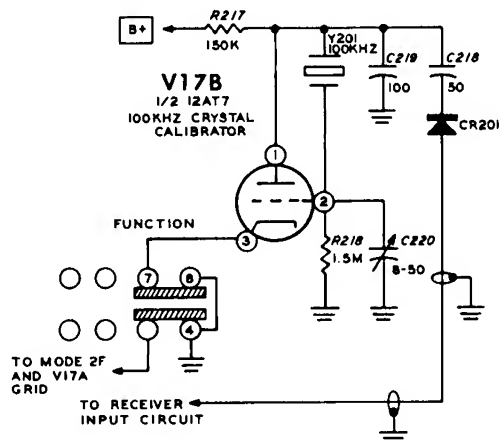 B+
R217
150K
Y201
100KHZ
C219
100
C218
50
CR201
V17B
1/2 12AT7
100KHZ CRYSTAL
CALIBRATOR
1
2
3
R218
1.5M
C220
8-50
FUNCTION
7
8
4
TO MODE 2F
AND V17A
GRID
TO RECEIVER
INPUT CIRCUIT